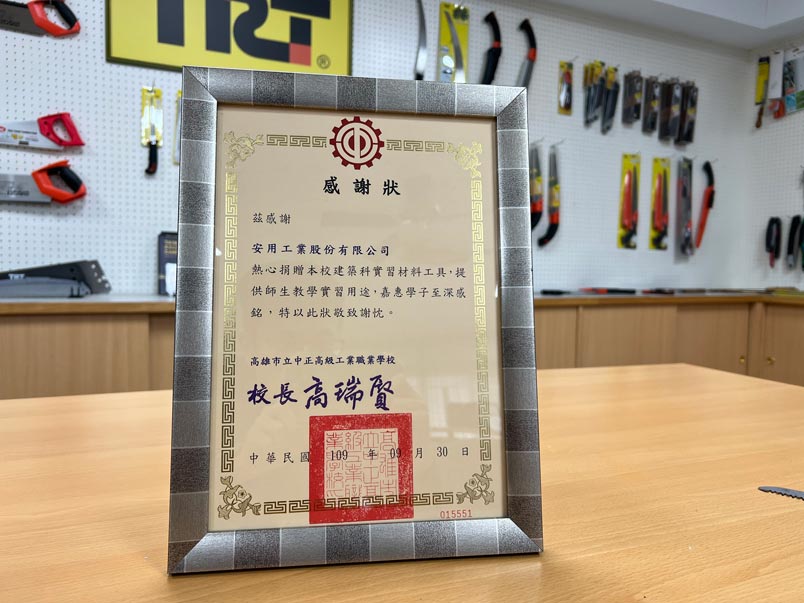 TRT
®
感謝狀
茲感謝
安用工業股份有限公司
熱心捐贈本校建築科實習材料工具，提
供師生教學實習用途，嘉惠學子至深感
銘，特以此狀敬致謝忱。
高雄市立中正高級工業職業學校
校長高瑞賢
中華民國 109 年 09 月 30 日
015551